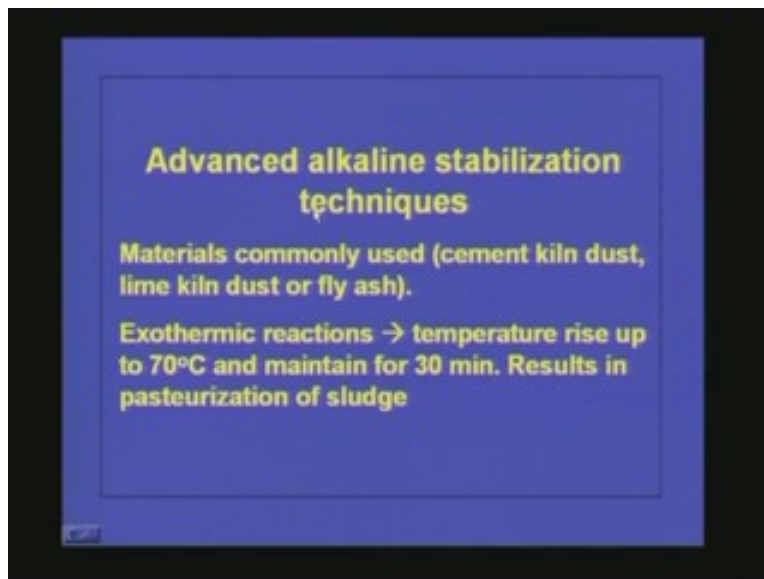 Advanced alkaline stabilization
techniques
Materials commonly used (cement kiln dust,
lime kiln dust or fly ash).
Exothermic reactions → temperature rise up
to 70ºC and maintain for 30 min. Results in
pasteurization of sludge